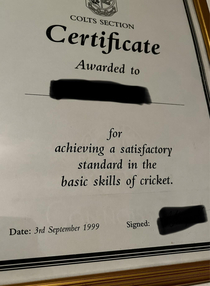 COLTS SECTION
Certificate
Awarded to
for
achieving a satisfactory
standard in the
basic skills of cricket.
Date: 3rd September 1999 Signed: